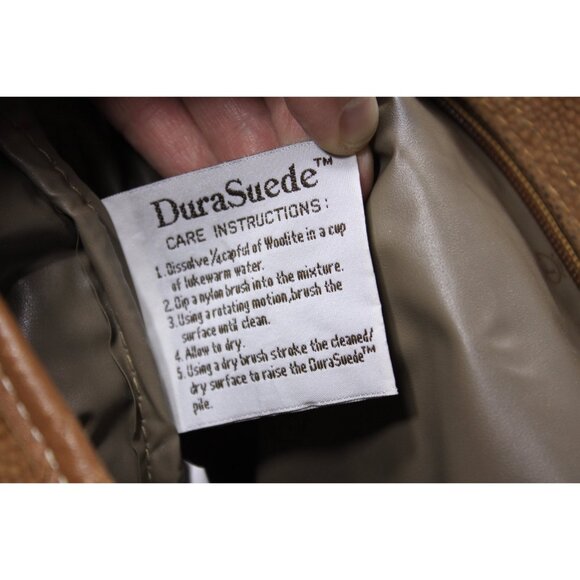 DuraSuede™
CARE INSTRUCTIONS:
1. Dissolve ¼ capful of Woolite in a cup
of lukewarm water.
2. Dip a nylon brush into the mixture.
3. Using a rotating motion, brush the
surface until clean.
4. Allow to dry.
5. Using a dry brush stroke the cleaned/
dry surface to raise the DuraSuede™
pile.